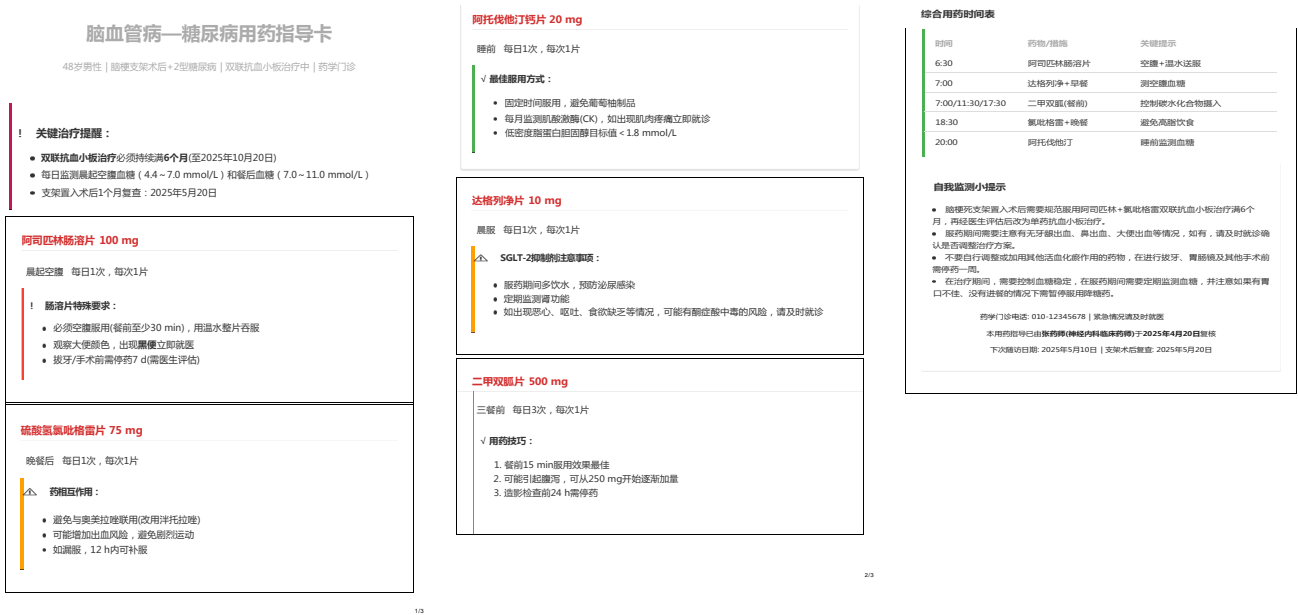 脑血管病—糖尿病用药指导卡
48岁男性 | 脑梗支架术后+2型糖尿病 | 双联抗血小板治疗中 | 药学门诊
! 关键治疗提醒：
• 双联抗血小板治疗必须持续满6个月(至2025年10月20日)
• 每日监测晨起空腹血糖（4.4～7.0 mmol/L）和餐后血糖（7.0～11.0 mmol/L）
• 支架置入术后1个月复查：2025年5月20日
阿司匹林肠溶片 100 mg
晨起空腹 每日1次，每次1片
! 肠溶片特殊要求：
• 必须空腹服用(餐前至少30 min)，用温水整片吞服
• 观察大便颜色，出现黑便立即就医
• 拔牙/手术前需停药7 d(需医生评估)
硫酸氢氯吡格雷片 75 mg
晚餐后 每日1次，每次1片
⚠ 药相互作用：
• 避免与奥美拉唑联用(改用泮托拉唑)
• 可能增加出血风险，避免剧烈运动
• 如漏服，12 h内可补服
1/3
阿托伐他汀钙片 20 mg
睡前 每日1次，每次1片
√ 最佳服用方式：
• 固定时间服用，避免葡萄柚制品
• 每月监测肌酸激酶(CK)，如出现肌肉疼痛立即就诊
• 低密度脂蛋白胆固醇目标值＜1.8 mmol/L
达格列净片 10 mg
晨服 每日1次，每次1片
⚠ SGLT-2抑制剂注意事项：
• 服药期间多饮水，预防泌尿感染
• 定期监测肾功能
• 如出现恶心、呕吐、食欲缺乏等情况，可能有酮症酸中毒的风险，请及时就诊
二甲双胍片 500 mg
三餐前 每日3次，每次1片
√ 用药技巧：
1. 餐前15 min服用效果最佳
2. 可能引起腹泻，可从250 mg开始逐渐加量
3. 造影检查前24 h需停药
2/3
综合用药时间表
时间 药物/措施 关键提示
6:30 阿司匹林肠溶片 空腹+温水送服
7:00 达格列净+早餐 测空腹血糖
7:00/11:30/17:30 二甲双胍(餐前) 控制碳水化合物摄入
18:30 氯吡格雷+晚餐 避免高脂饮食
20:00 阿托伐他汀 睡前监测血糖
自我监测小提示
• 脑梗死支架置入术后需要规范服用阿司匹林+氯吡格雷双联抗血小板治疗满6个
月，再经医生评估后改为单药抗血小板治疗。
• 服药期间需要注意有无牙龈出血、鼻出血、大便出血等情况，如有，请及时就诊确
认是否调整治疗方案。
• 不要自行调整或加用其他活血化瘀作用的药物，在进行拔牙、胃肠镜及其他手术前
需停药一周。
• 在治疗期间，需要控制血糖稳定，在服药期间需要定期监测血糖，并注意如果有胃
口不佳、没有进餐的情况下需暂停服用降糖药。
药学门诊电话: 010-12345678 | 紧急情况请及时就医
本用药指导已由张药师(神经内科临床药师)于2025年4月20日复核
下次随访日期: 2025年5月10日 | 支架术后复查: 2025年5月20日